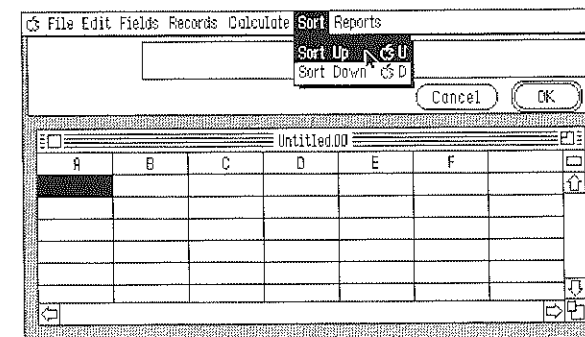 File Edit Fields Records Calculate Sort Reports
Sort Up U
Sort Down D
Cancel OK
Untitled.00
A B C D E F